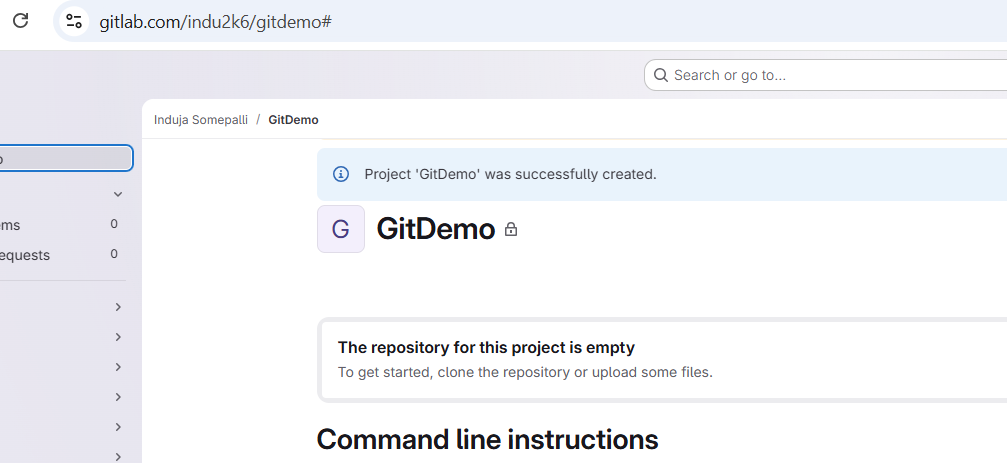 gitlab.com/indu2k6/gitdemo#
Search or go to...
Induja Somepalli / GitDemo
Project 'GitDemo' was successfully created.
G GitDemo
ms 0
equests 0
The repository for this project is empty
To get started, clone the repository or upload some files.
Command line instructions